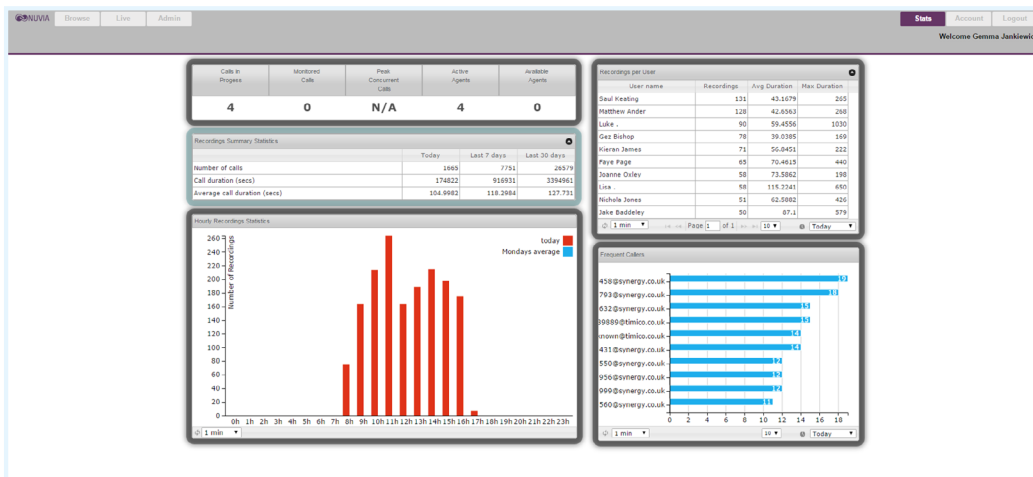 ONUVIA Browse Live Admin Stats Account Logout
Welcome Gemma Jankiewic
Calls in Progess Monitored Calls Peak Concurrent Calls Active Agents Available Agents
4 0 N/A 4 0
Recordings Summary Statistics
Today Last 7 days Last 30 days
Number of calls 1665 7751 26579
Call duration (secs) 174822 916931 3394961
Average call duration (secs) 104.9982 118.2984 127.731
Hourly Recordings Statistics
today
Mondays average
Number of Recordings
260
240
220
200
180
160
140
120
100
80
60
40
20
0
0h 1h 2h 3h 4h 5h 6h 7h 8h 9h 10h 11h 12h 13h 14h 15h 16h 17h 18h 19h 20h 21h 22h 23h
1 min
Recordings per User
User name Recordings Avg Duration Max Duration
Saul Keating 131 43.1679 265
Matthew Ander 128 42.6563 268
Luke . 90 59.4556 1030
Gez Bishop 78 39.0385 169
Kieran James 71 56.8451 222
Faye Page 65 70.4615 440
Joanne Oxley 58 73.5862 198
Lisa . 58 115.2241 650
Nichola Jones 51 62.5882 426
Jake Baddeley 50 87.1 579
1 min Page 1 of 1 10 Today
Frequent Callers
458@synergy.co.uk 19
793@synergy.co.uk 18
632@synergy.co.uk 15
39889@timico.co.uk 15
nown@timico.co.uk 14
431@synergy.co.uk 14
550@synergy.co.uk 12
956@synergy.co.uk 12
999@synergy.co.uk 12
560@synergy.co.uk 11
0 2 4 6 8 10 12 14 16 18
1 min 10 Today